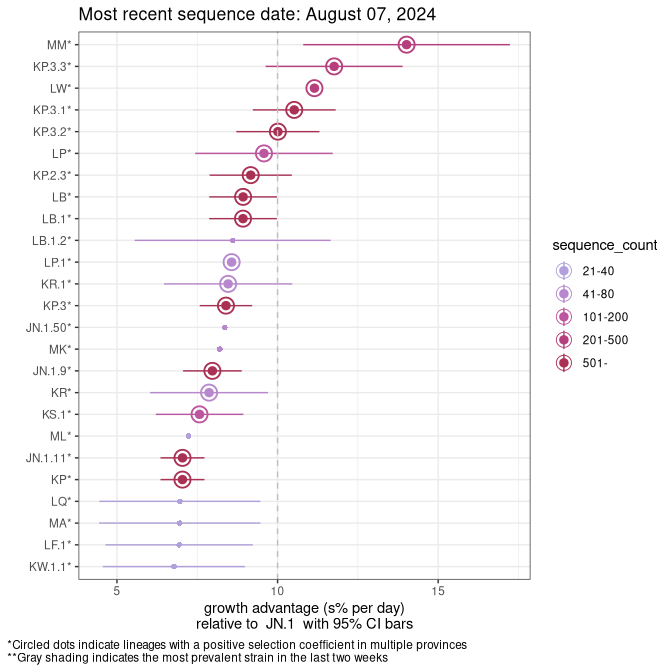 Most recent sequence date: August 07, 2024
MM*
KP.3.3*
LW*
KP.3.1*
KP.3.2*
LP*
KP.2.3*
LB*
LB.1*
LB.1.2*
LP.1*
KR.1*
KP.3*
JN.1.50*
MK*
JN.1.9*
KR*
KS.1*
ML*
JN.1.11*
KP*
LQ*
MA*
LF.1*
KW.1.1*
5 10 15
growth advantage (s% per day)
relative to JN.1 with 95% CI bars
sequence_count
21-40
41-80
101-200
201-500
501-
*Circled dots indicate lineages with a positive selection coefficient in multiple provinces
**Gray shading indicates the most prevalent strain in the last two weeks